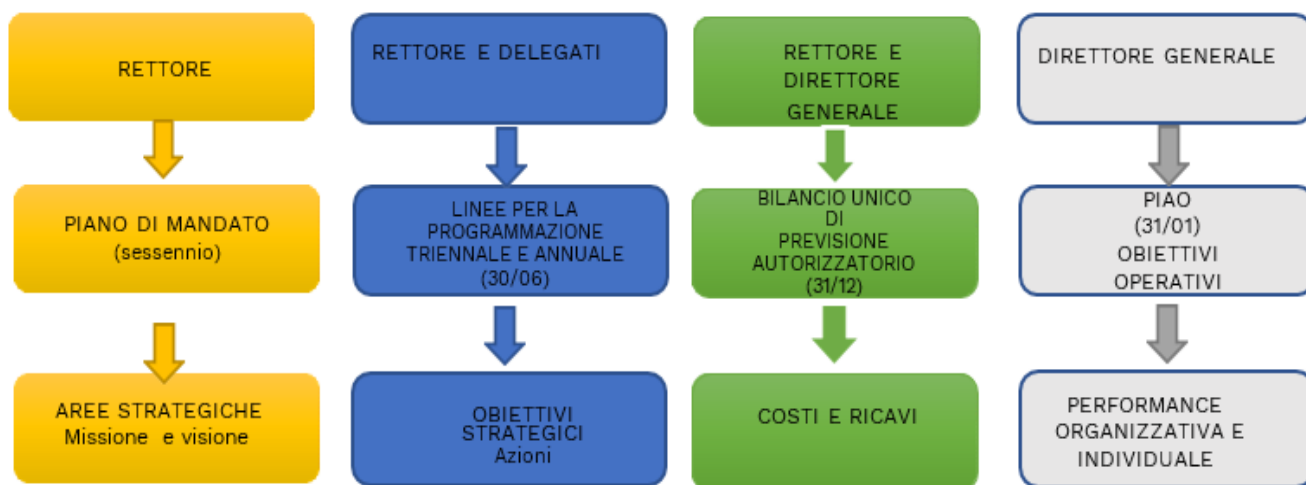 RETTORE
RETTORE E DELEGATI
RETTORE E
DIRETTORE
GENERALE
DIRETTORE GENERALE
PIANO DI MANDATO
(sessennio)
LINEE PER LA
PROGRAMMAZIONE
TRIENNALE E ANNUALE
(30/06)
BILANCIO UNICO
DI
PREVISIONE
AUTORIZZATORIO
(31/12)
PIAO
(31/01)
OBIETTIVI
OPERATIVI
AREE STRATEGICHE
Missione e visione
OBIETTIVI
STRATEGICI
Azioni
COSTI E RICAVI
PERFORMANCE
ORGANIZZATIVA E
INDIVIDUALE